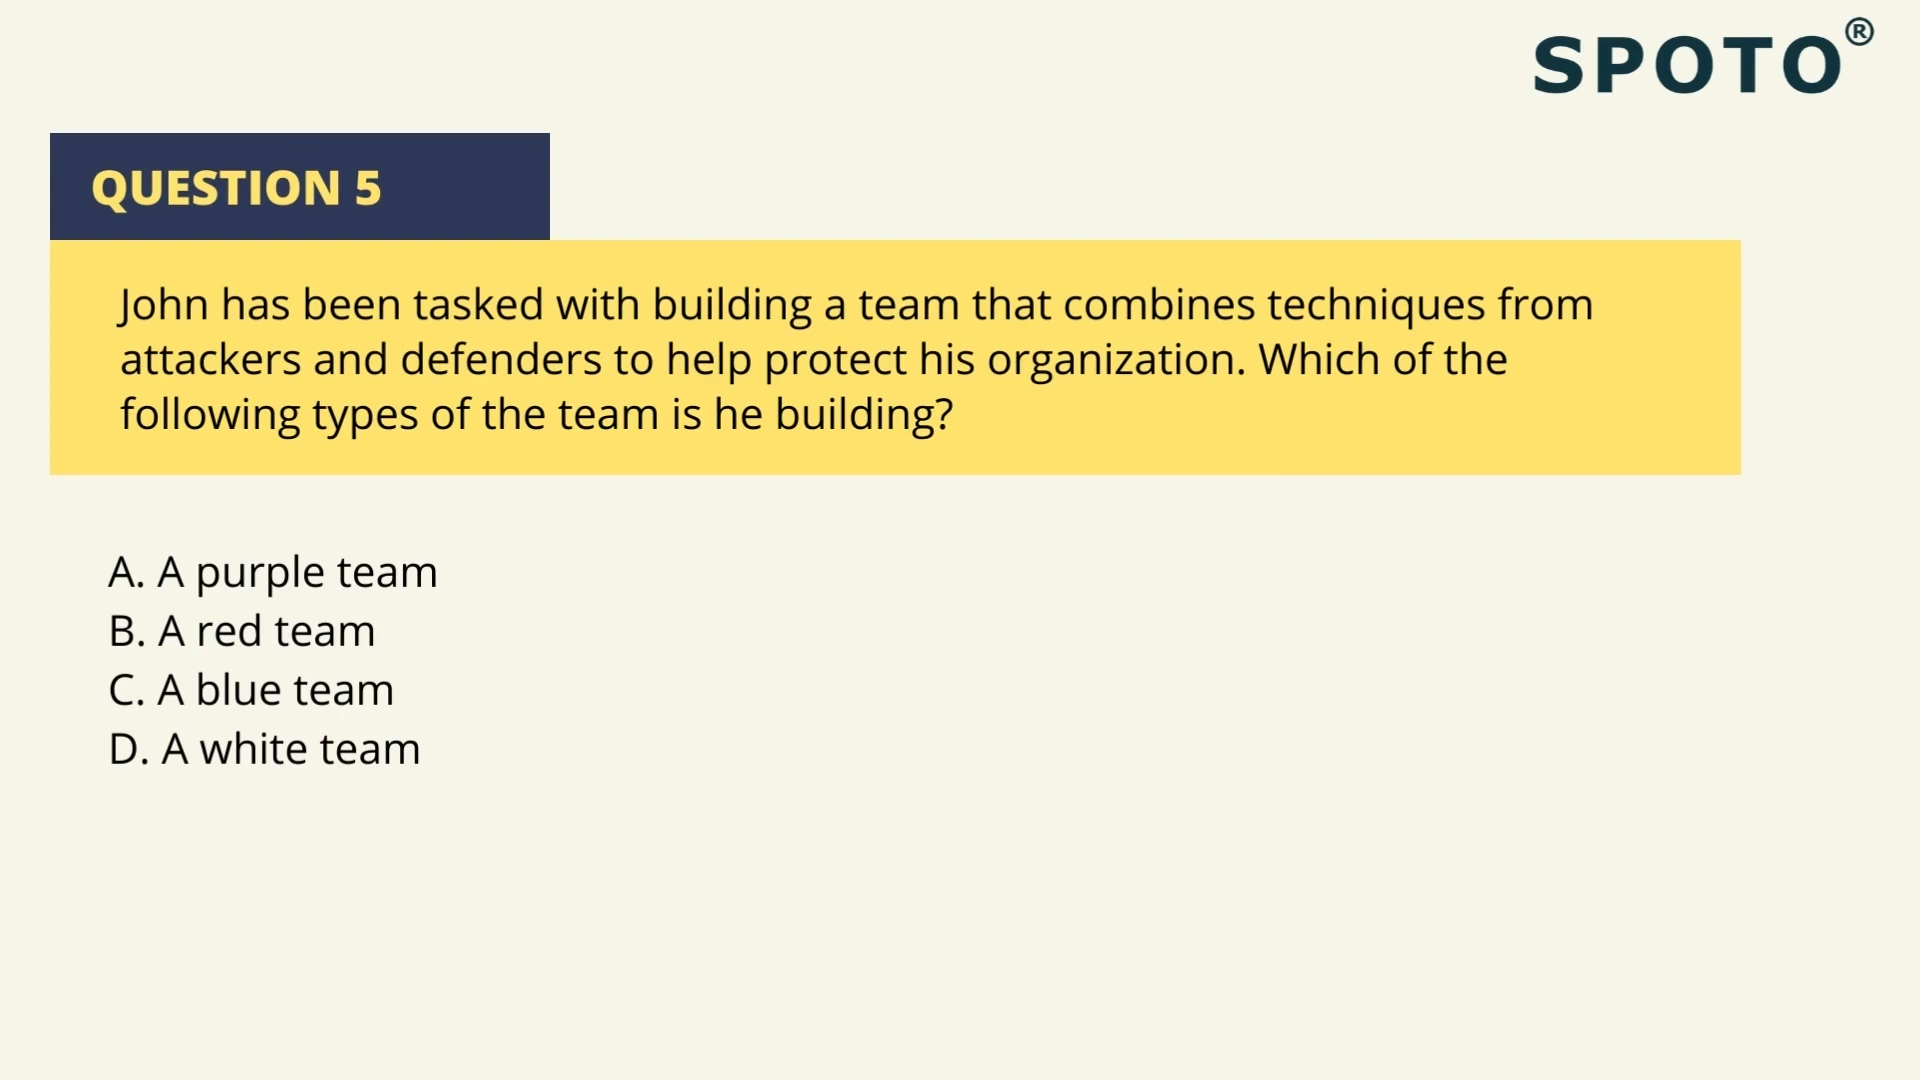 SPOTO®
QUESTION 5
John has been tasked with building a team that combines techniques from
attackers and defenders to help protect his organization. Which of the
following types of the team is he building?
A. A purple team
B. A red team
C. A blue team
D. A white team